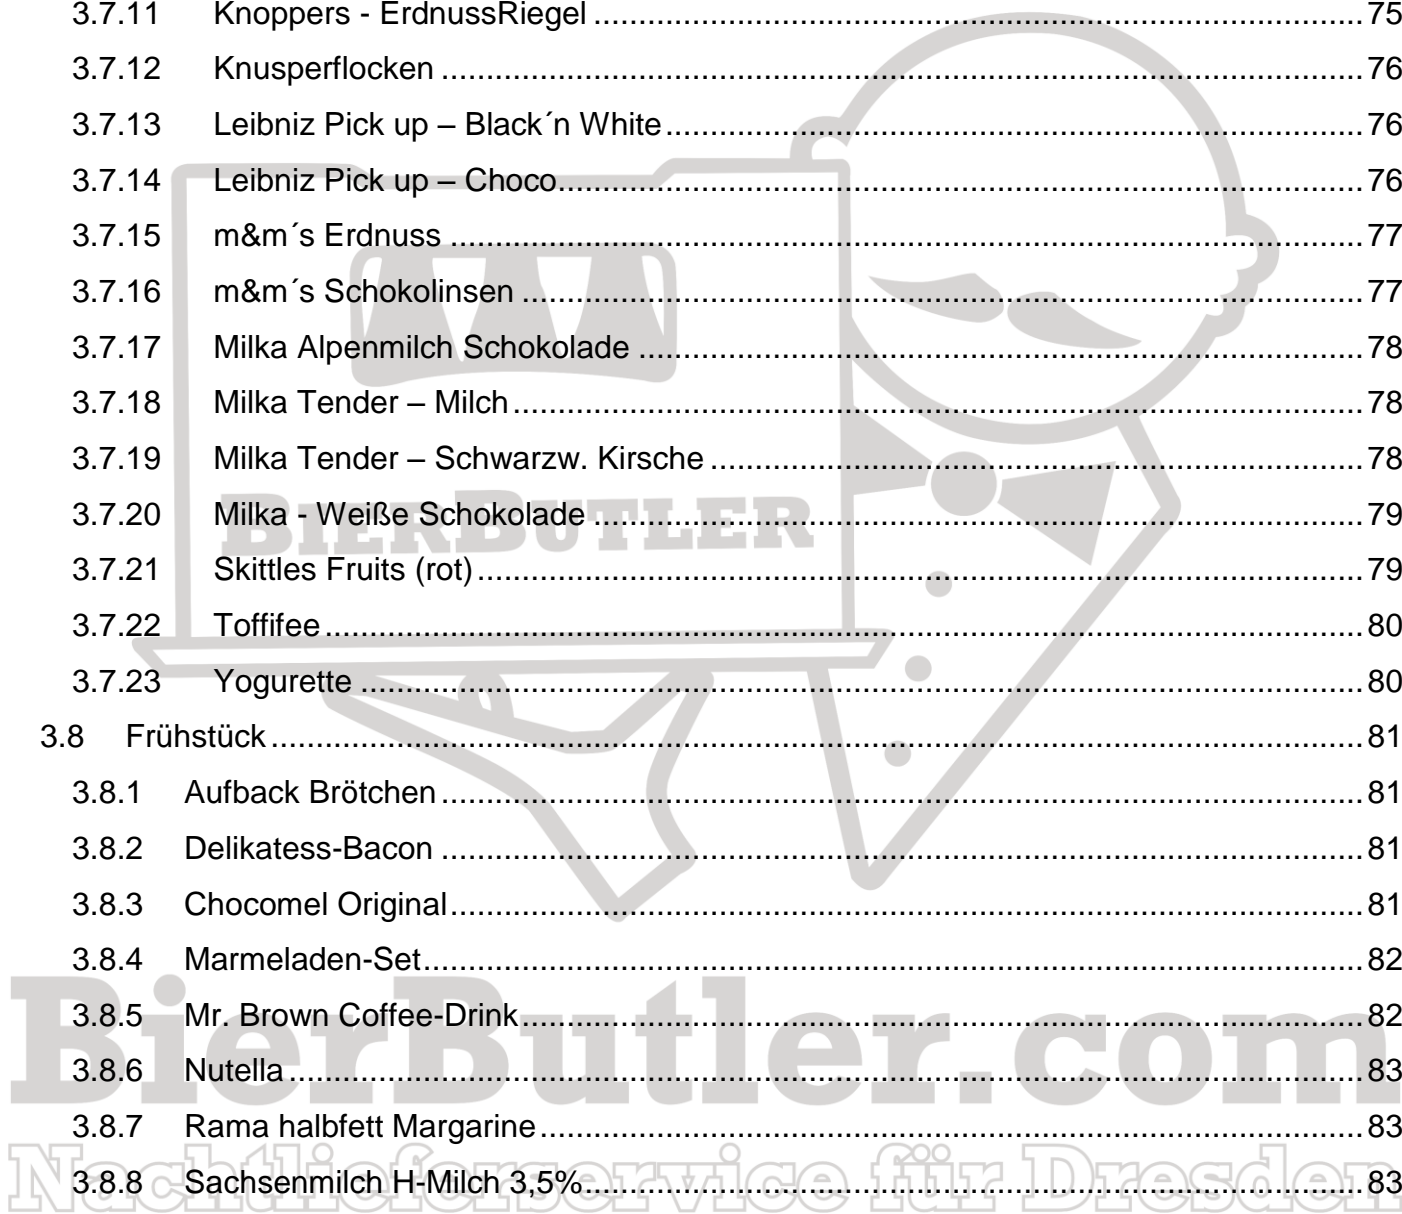 3.7.11 Knoppers - ErdnussRiegel 75
3.7.12 Knusperflocken 76
3.7.13 Leibniz Pick up – Black´n White 76
3.7.14 Leibniz Pick up – Choco 76
3.7.15 m&m´s Erdnuss 77
3.7.16 m&m´s Schokolinsen 77
3.7.17 Milka Alpenmilch Schokolade 78
3.7.18 Milka Tender – Milch 78
3.7.19 Milka Tender – Schwarzw. Kirsche 78
3.7.20 Milka - Weiße Schokolade 79
BIERBUTLER
3.7.21 Skittles Fruits (rot) 79
3.7.22 Toffifee 80
3.7.23 Yogurette 80
3.8 Frühstück 81
3.8.1 Aufback Brötchen 81
3.8.2 Delikatess-Bacon 81
3.8.3 Chocomel Original 81
3.8.4 Marmeladen-Set 82
3.8.5 Mr. Brown Coffee-Drink 82
BierButler.com
3.8.6 Nutella 83
3.8.7 Rama halbfett Margarine 83
3.8.8 Sachsenmilch H-Milch 3,5% 83
Nachtlieferservice für Dresden